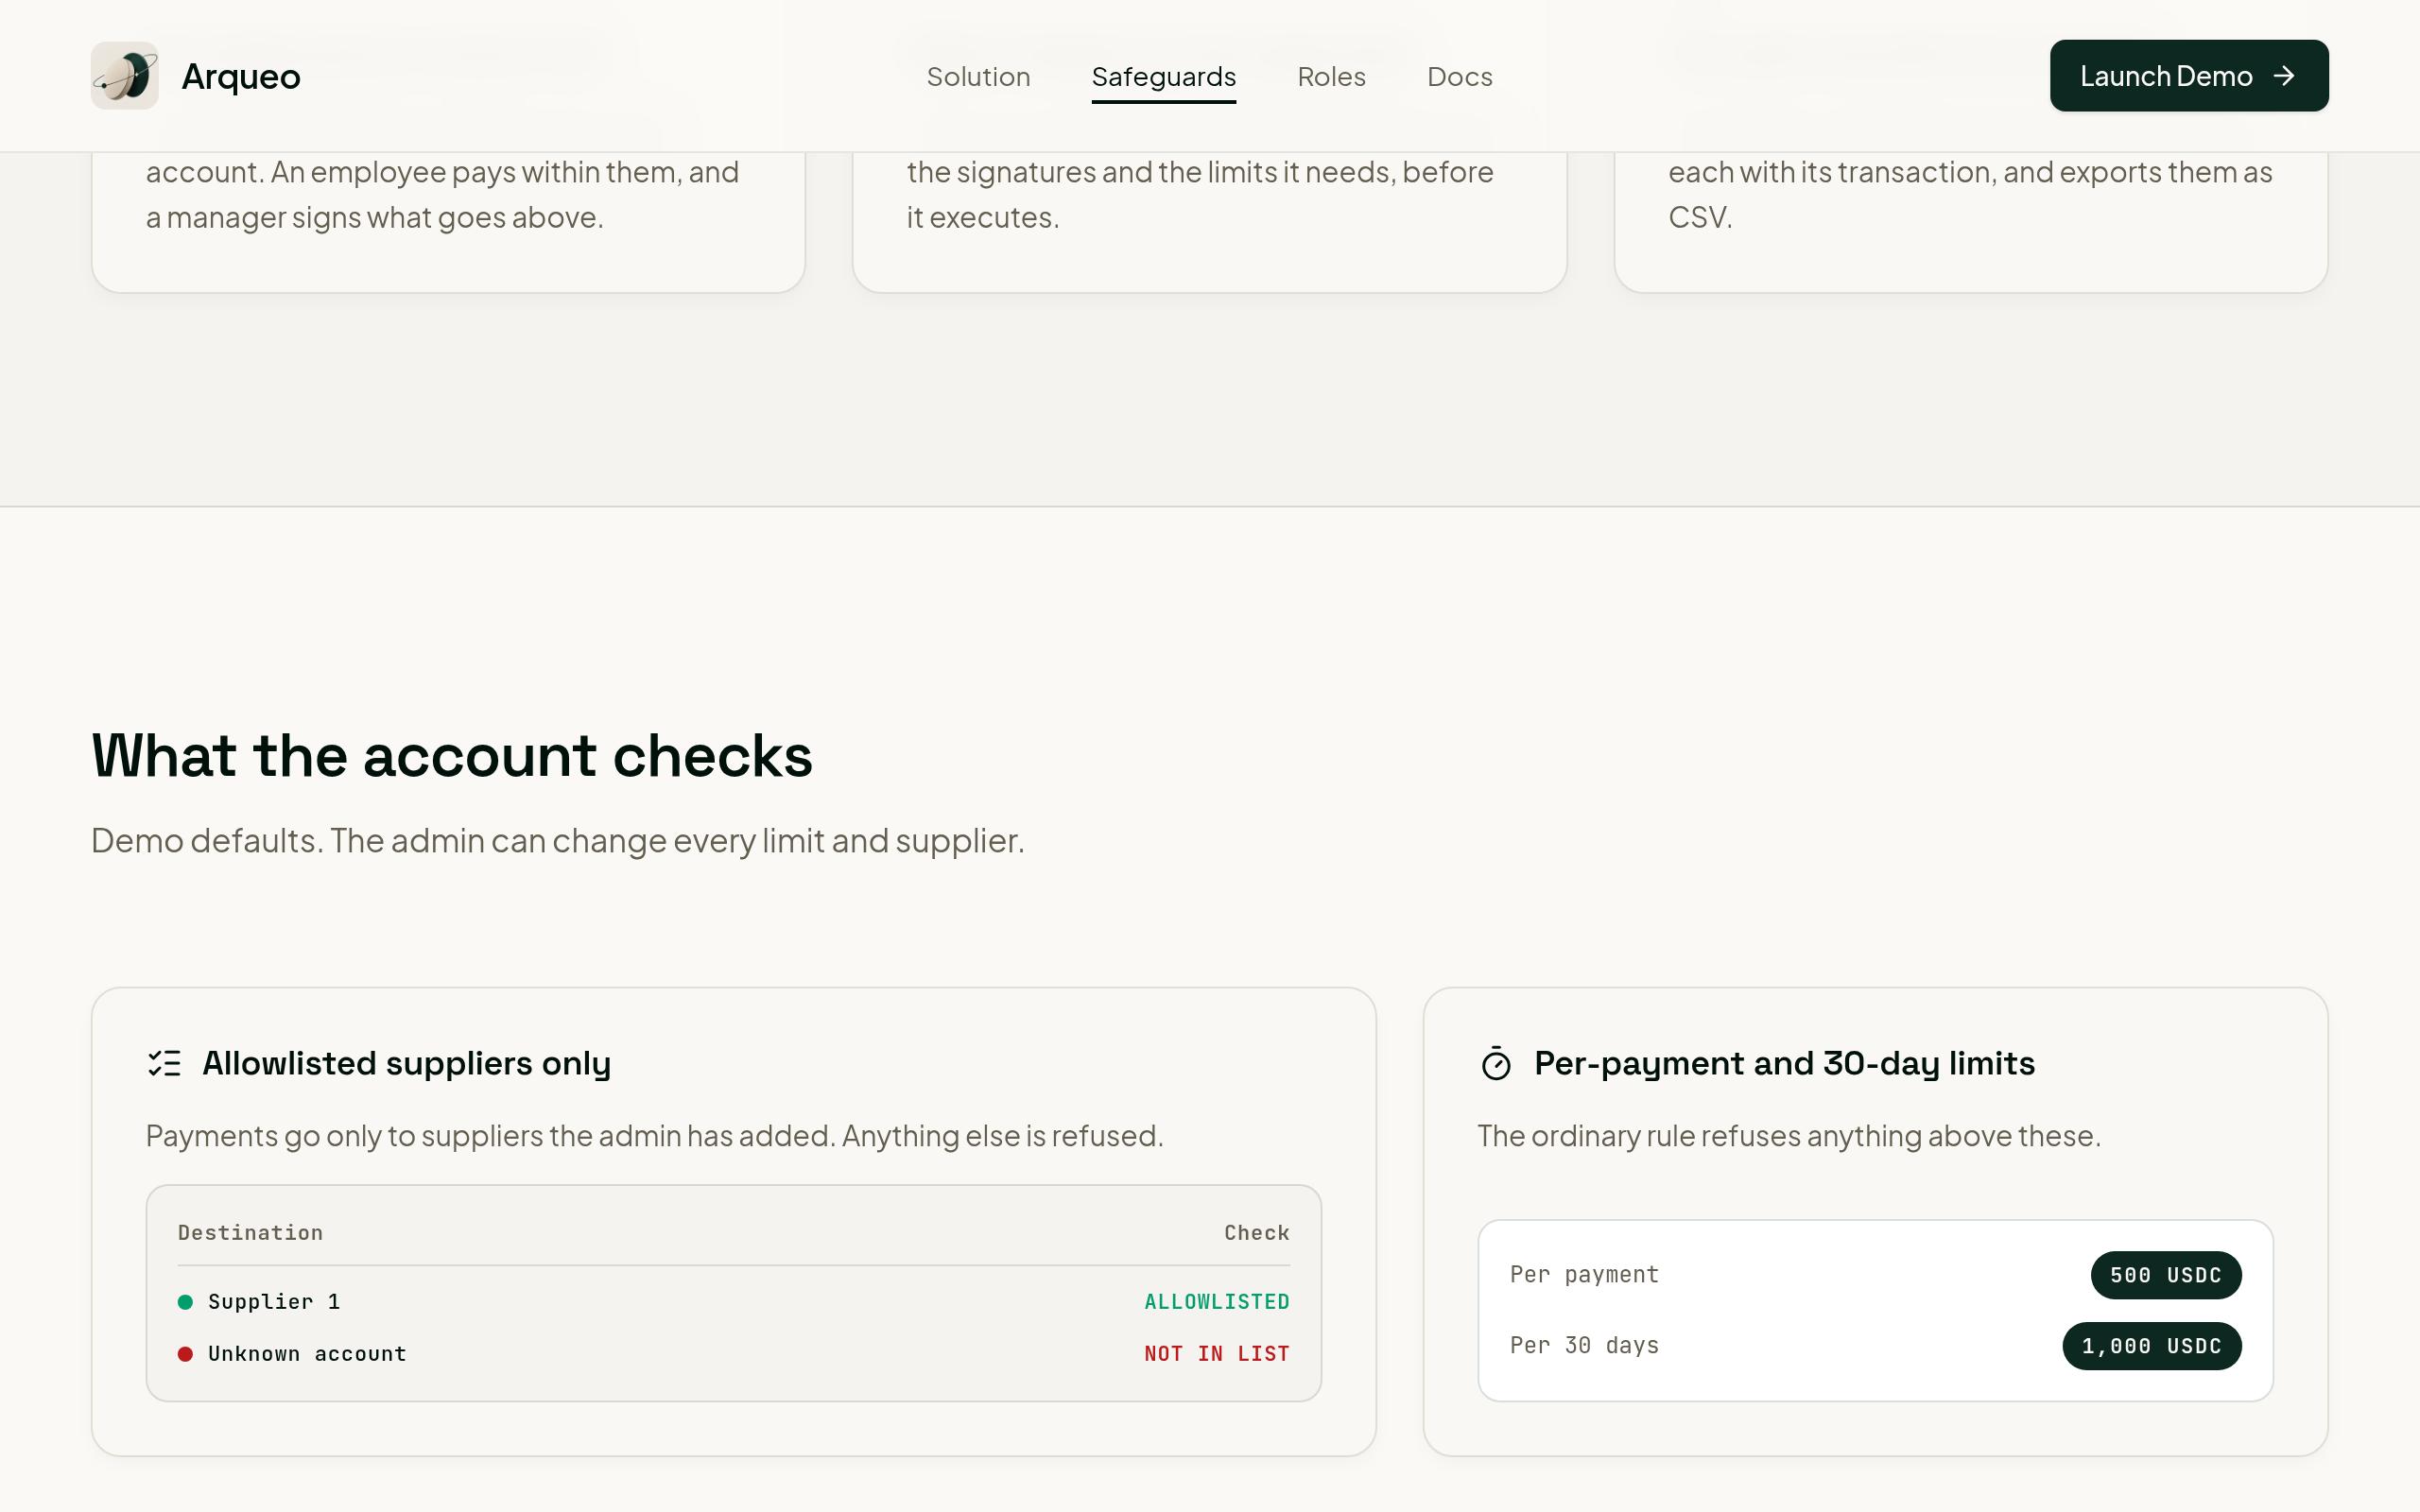 Arqueo
Solution
Safeguards
Roles
Docs
Launch Demo
account. An employee pays within them, and
a manager signs what goes above.
the signatures and the limits it needs, before
it executes.
each with its transaction, and exports them as
CSV.
What the account checks
Demo defaults. The admin can change every limit and supplier.
Allowlisted suppliers only
Payments go only to suppliers the admin has added. Anything else is refused.
Destination Check
Supplier 1 ALLOWLISTED
Unknown account NOT IN LIST
Per-payment and 30-day limits
The ordinary rule refuses anything above these.
Per payment 500 USDC
Per 30 days 1,000 USDC